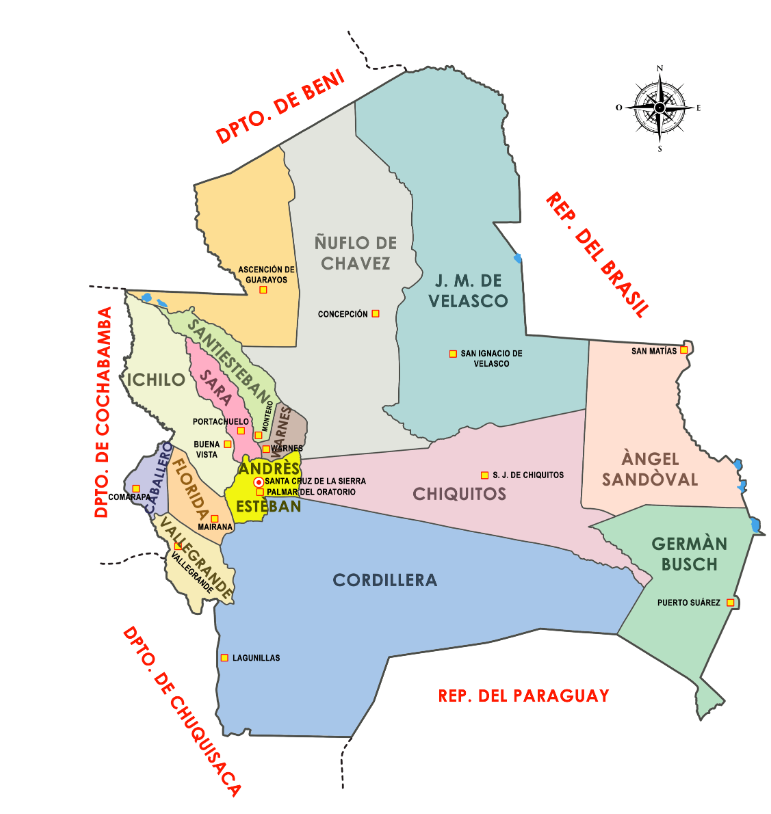 N
O
E
S
DPTO. DE BENI
REP. DEL BRASIL
ÑUFLO DE
CHAVEZ
J. M. DE
VELASCO
ASCENCIÓN DE
GUARAYOS
CONCEPCIÓN
SAN IGNACIO DE
VELASCO
SAN MATÍAS
DPTO. DE COCHABAMBA
SANTIESTEBAN
ICHILO
SARA
PORTACHUELO
MONTERO
WARNES
BUENA
VISTA
WARNES
CABALLERO
FLORIDA
ANDRÈS
SANTA CRUZ DE LA SIERRA
PALMAR DEL ORATORIO
ESTÉBAN
COMARAPA
MAIRANA
VALLEGRANDE
VALLEGRANDE
S. J. DE CHIQUITOS
CHIQUITOS
ÀNGEL
SANDÒVAL
GERMÀN
BUSCH
PUERTO SUÁREZ
CORDILLERA
LAGUNILLAS
DPTO. DE CHUQUISACA
REP. DEL PARAGUAY